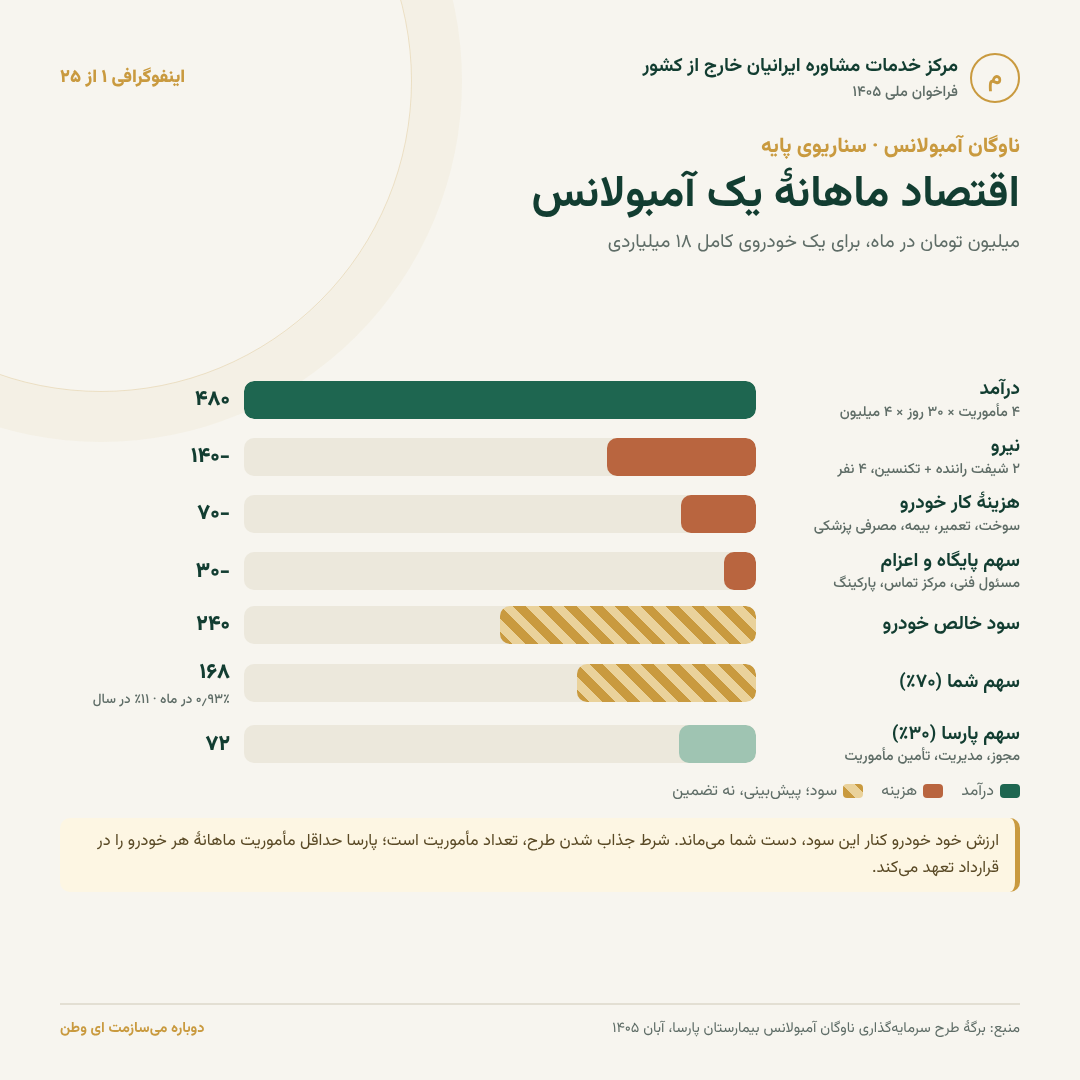 م
مرکز خدمات مشاوره ایرانیان خارج از کشور
فراخوان ملی ۱۴۰۵
اینفوگرافی ۱ از ۲۵
ناوگان آمبولانس · سناریوی پایه
اقتصاد ماهانهٔ یک آمبولانس
میلیون تومان در ماه، برای یک خودروی کامل ۱۸ میلیاردی
درآمد
۴ مأموریت × ۳۰ روز × ۴ میلیون
۴۸۰
نیرو
۲ شیفت راننده + تکنسین، ۴ نفر
−۱۴۰
هزینهٔ کار خودرو
سوخت، تعمیر، بیمه، مصرفی پزشکی
−۷۰
سهم پایگاه و اعزام
مسئول فنی، مرکز تماس، پارکینگ
−۳۰
سود خالص خودرو
۲۴۰
سهم شما (۷۰٪)
۱۶۸
۰٫۹۳٪ در ماه · ۱۱٪ در سال
سهم پارسا (۳۰٪)
مجوز، مدیریت، تأمین مأموریت
۷۲
درآمد
هزینه
سود؛ پیش‌بینی، نه تضمین
ارزش خود خودرو کنار این سود، دست شما می‌ماند. شرط جذاب شدن طرح، تعداد مأموریت است؛ پارسا حداقل مأموریت ماهانهٔ هر خودرو را در
قرارداد تعهد می‌کند.
منبع: برگهٔ طرح سرمایه‌گذاری ناوگان آمبولانس بیمارستان پارسا، آبان ۱۴۰۵
دوباره می‌سازمت ای وطن